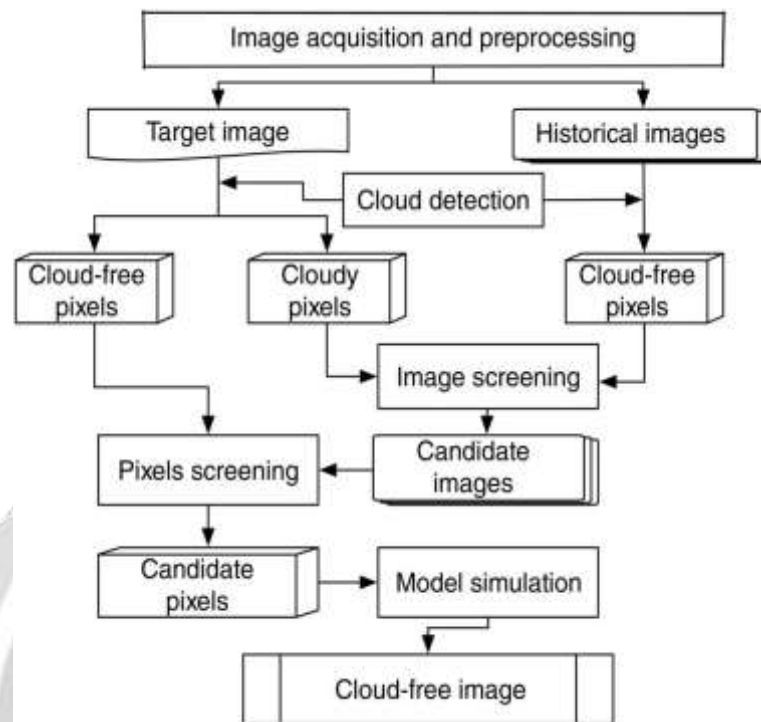 Image acquisition and preprocessing
Target image
Historical images
Cloud detection
Cloud-free
pixels
Cloudy
pixels
Cloud-free
pixels
Image screening
Pixels screening
Candidate
images
Candidate
pixels
Model simulation
Cloud-free image